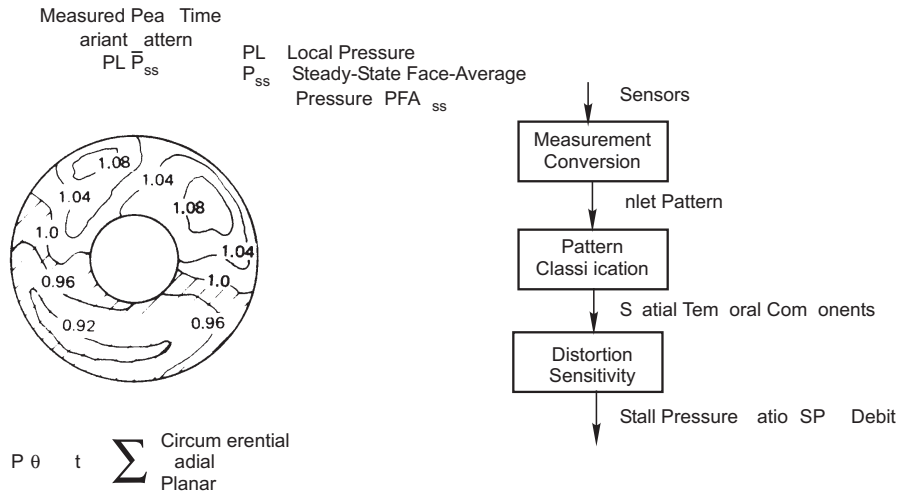 Measured Pea Time
ariant attern
PL P̅ss
PL Local Pressure
Pss Steady-State Face-Average
Pressure PFA ss
1.08
1.04
1.08
1.0
1.04
1.0
0.96
0.92
0.96
P θ t ∑ Circum erential
adial
Planar
Sensors
Measurement
Conversion
nlet Pattern
Pattern
Classi ication
S atial Tem oral Com onents
Distortion
Sensitivity
Stall Pressure atio SP Debit